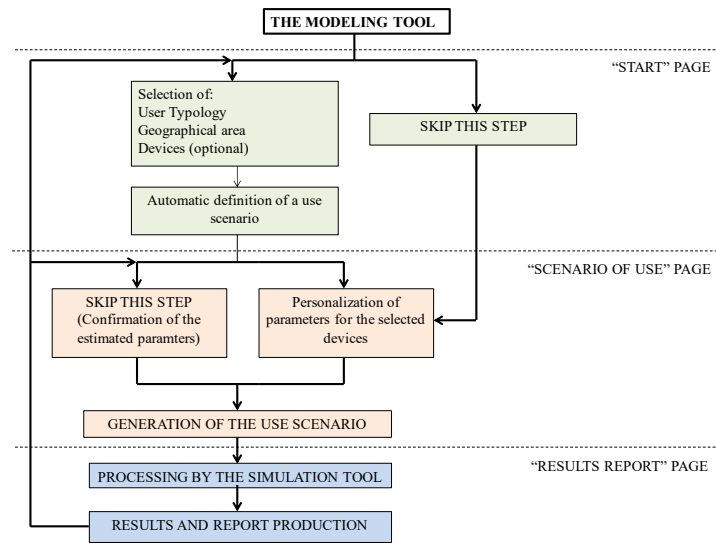 THE MODELING TOOL
“START” PAGE
Selection of:
User Typology
Geographical area
Devices (optional)
SKIP THIS STEP
Automatic definition of a use
scenario
“SCENARIO OF USE” PAGE
SKIP THIS STEP
(Confirmation of the
estimated paramters)
Personalization of
parameters for the selected
devices
GENERATION OF THE USE SCENARIO
“RESULTS REPORT” PAGE
PROCESSING BY THE SIMULATION TOOL
RESULTS AND REPORT PRODUCTION